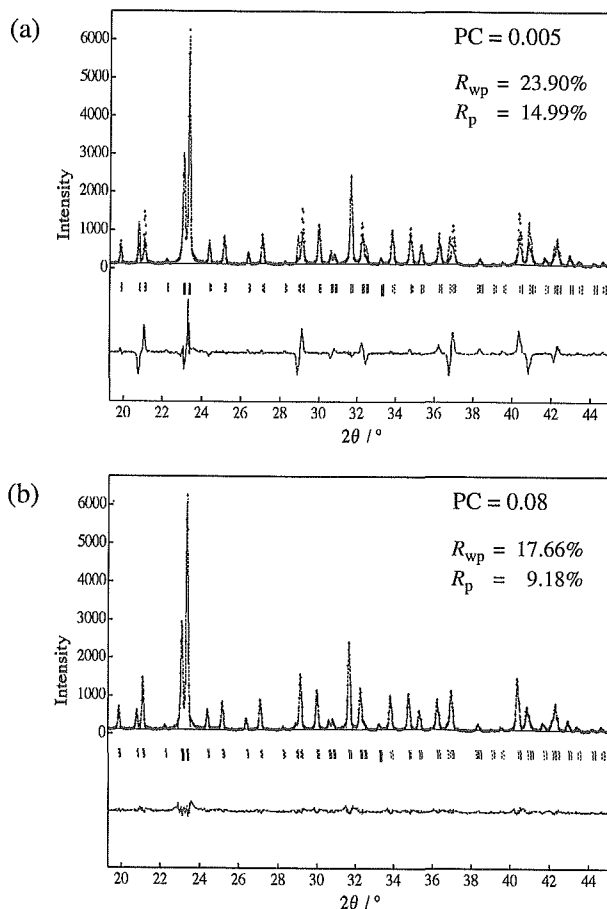 (a)
PC = 0.005
Rwp = 23.90%
Rp = 14.99%
Intensity
6000
5000
4000
3000
2000
1000
0
20 22 24 26 28 30 32 34 36 38 40 42 44
2θ / °
(b)
PC = 0.08
Rwp = 17.66%
Rp = 9.18%
Intensity
6000
5000
4000
3000
2000
1000
0
20 22 24 26 28 30 32 34 36 38 40 42 44
2θ / °